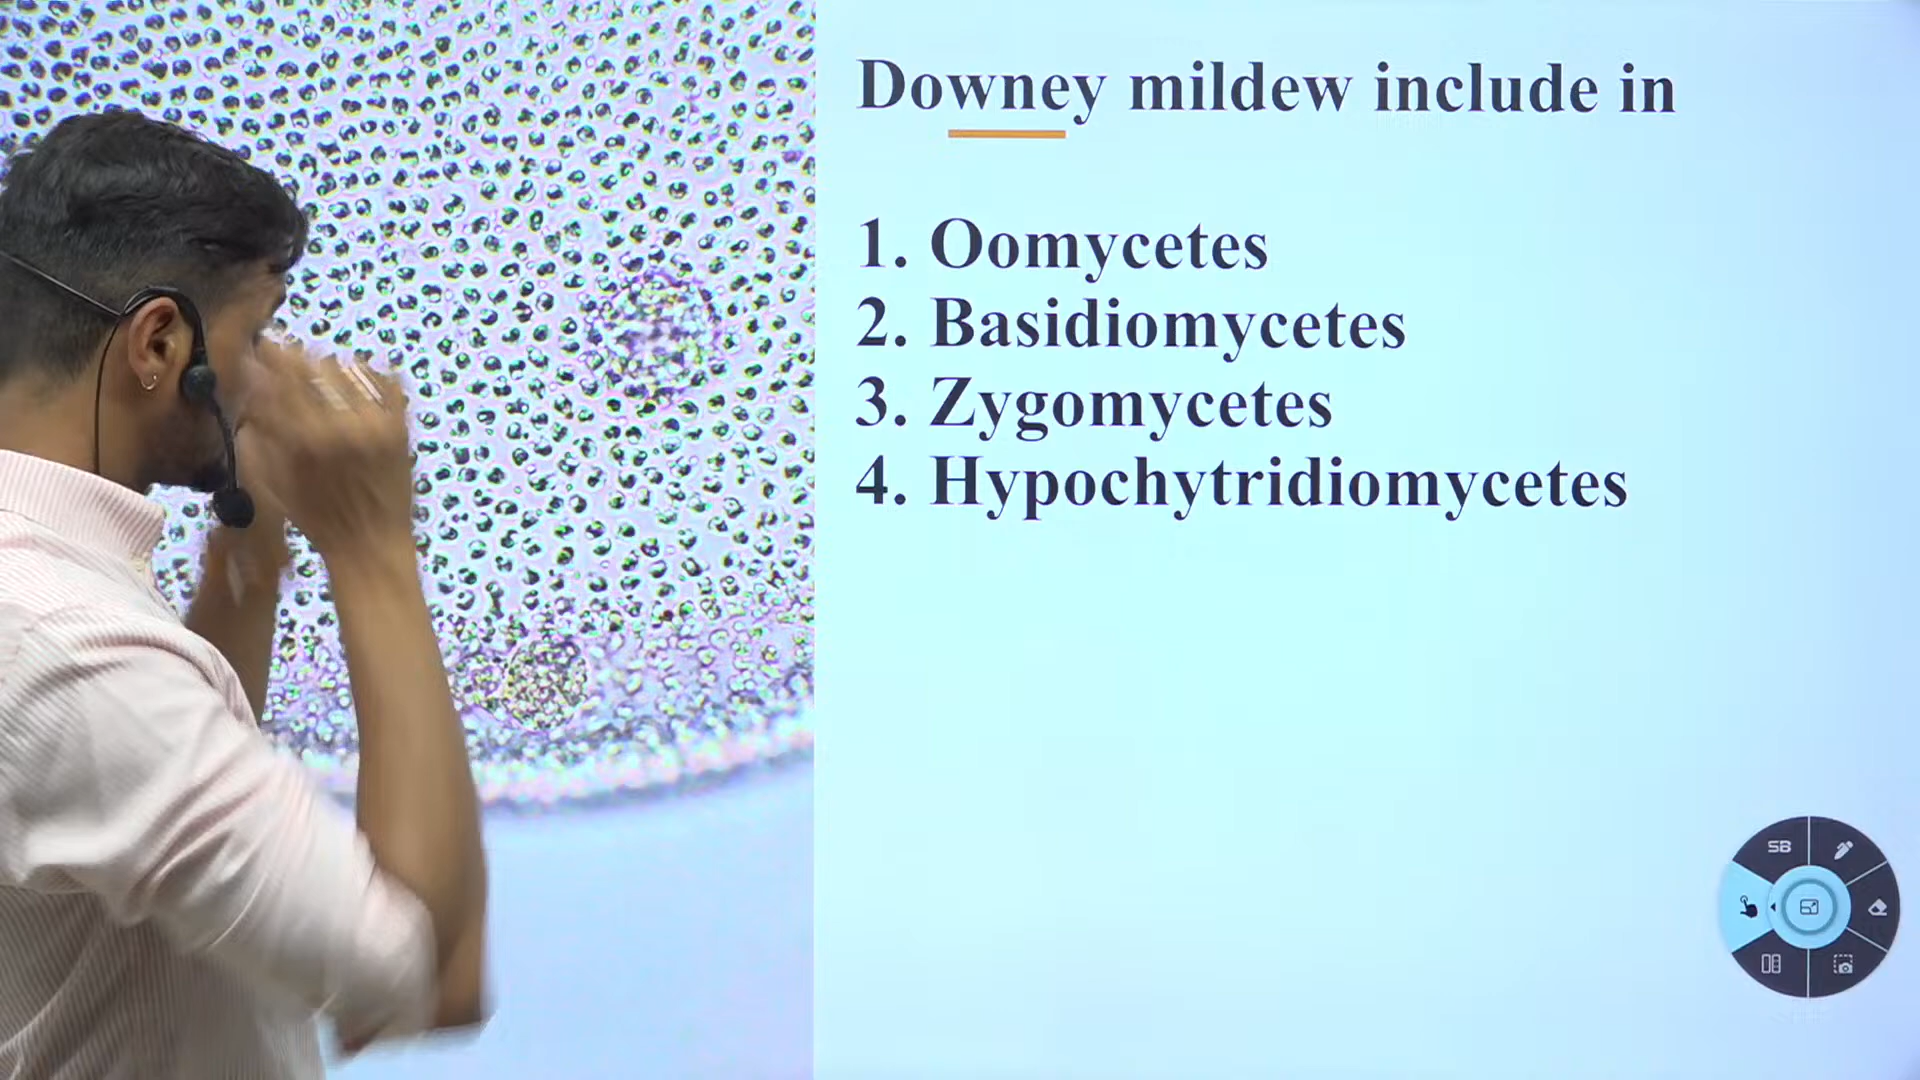 Downey mildew include in
1. Oomycetes
2. Basidiomycetes
3. Zygomycetes
4. Hypochytridiomycetes
SB